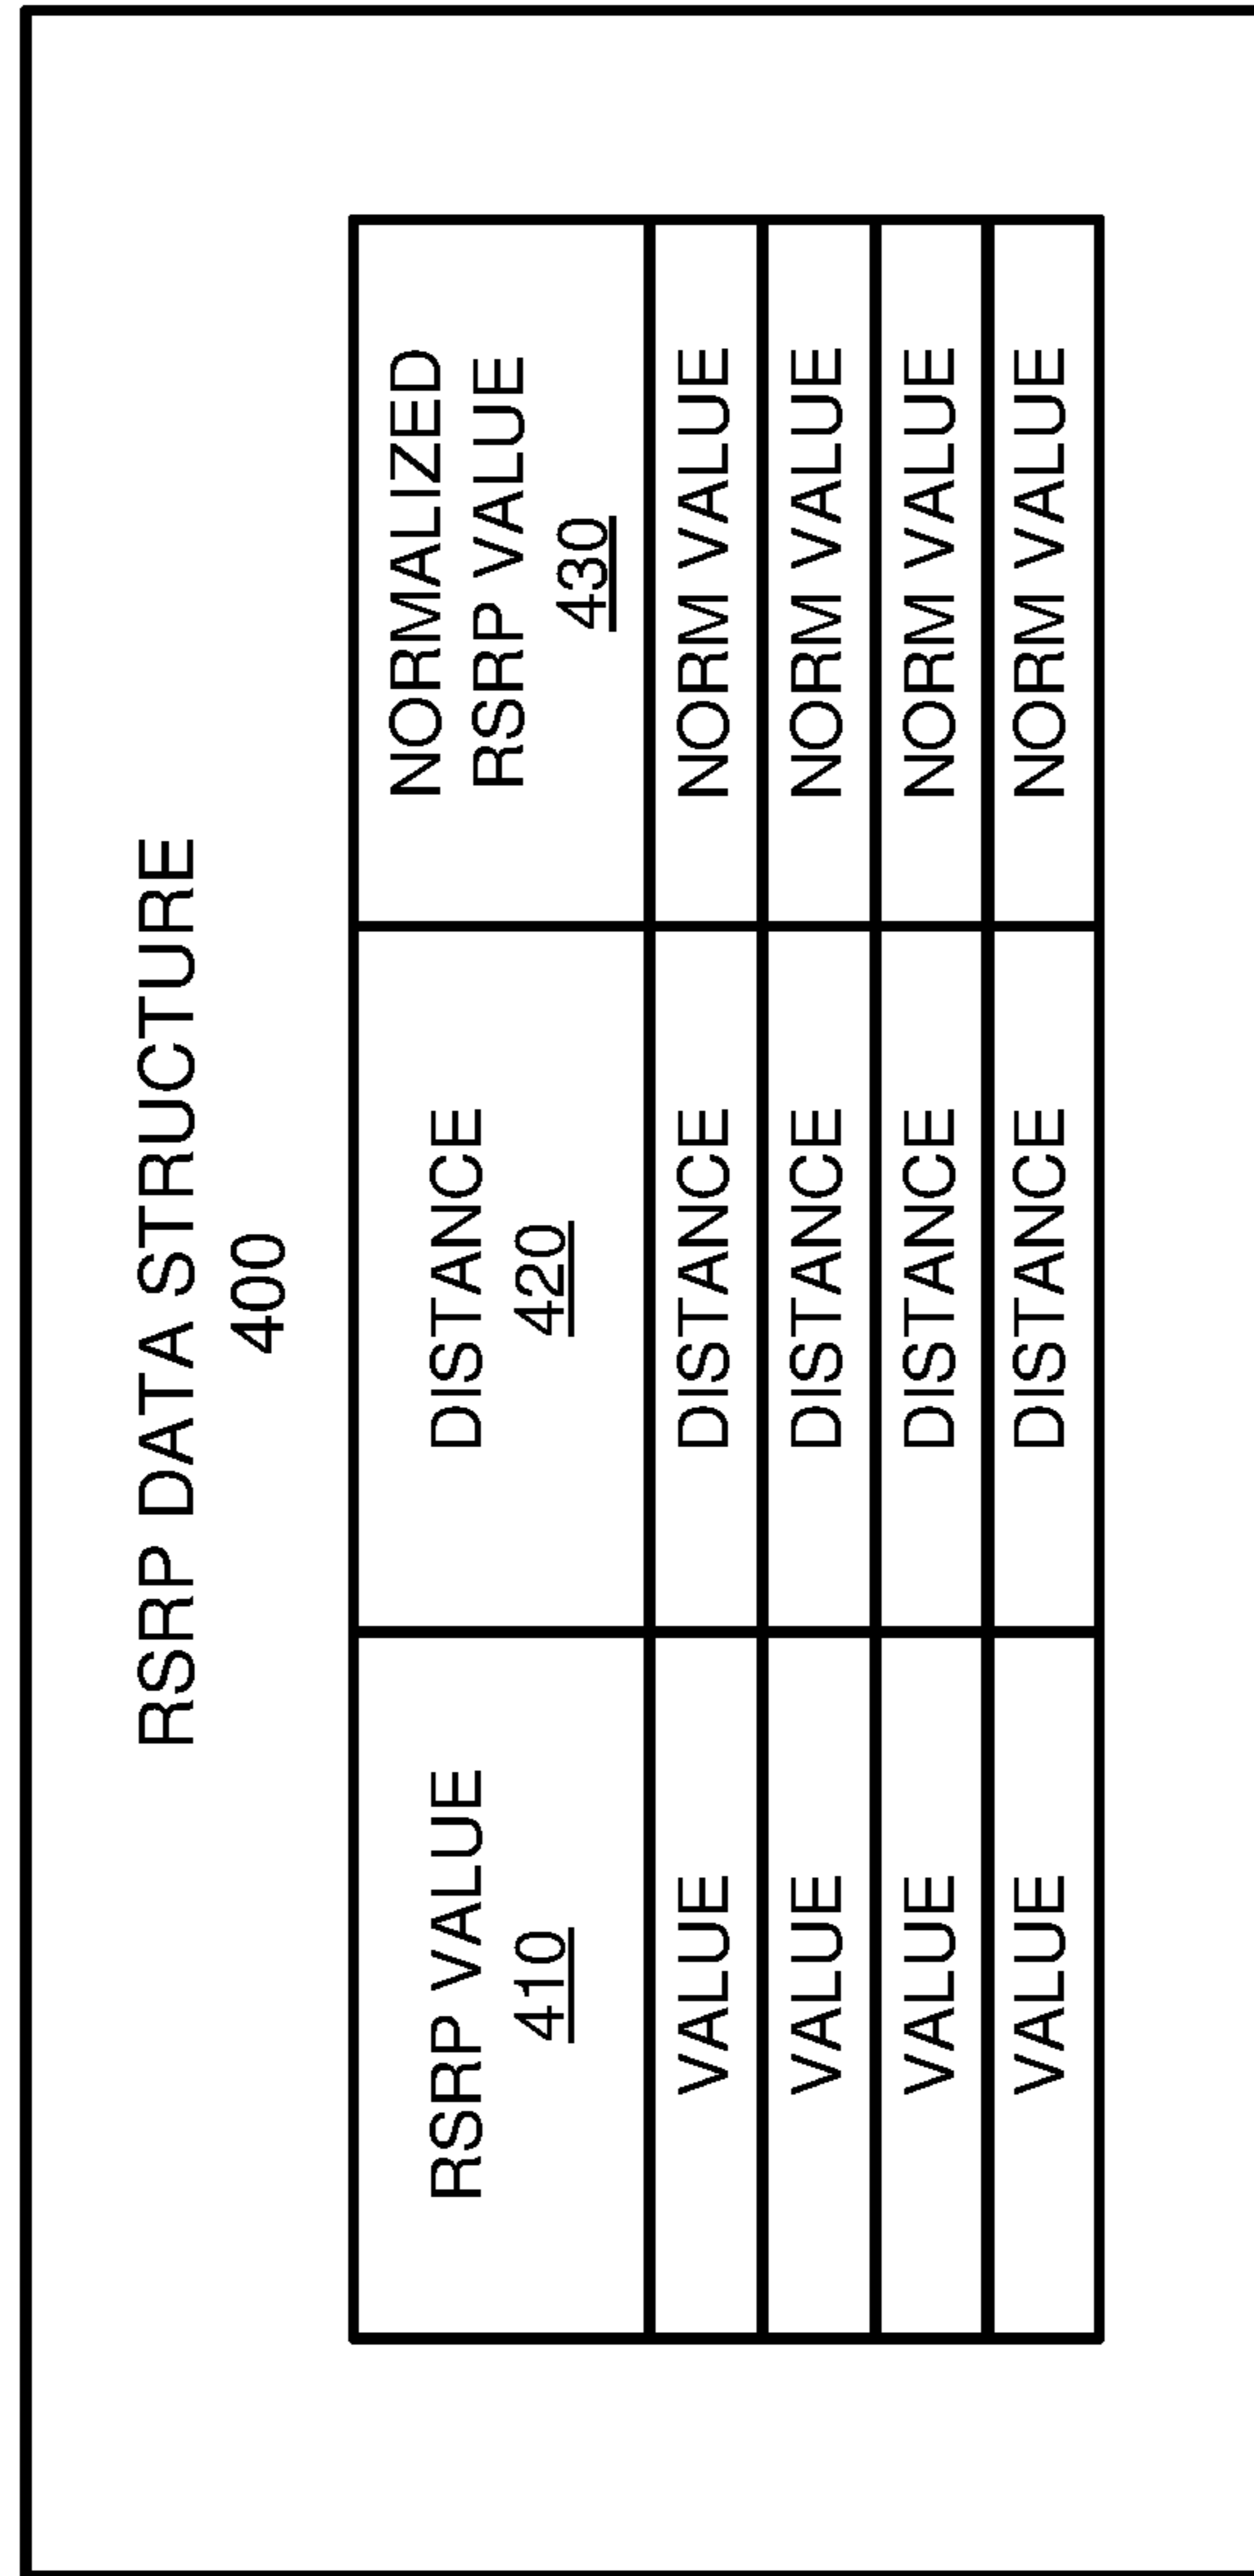 RSRP DATA STRUCTURE
400
RSRP VALUE
410
DISTANCE
420
NORMALIZED
RSRP VALUE
430
VALUE
DISTANCE
NORM VALUE
VALUE
DISTANCE
NORM VALUE
VALUE
DISTANCE
NORM VALUE
VALUE
DISTANCE
NORM VALUE